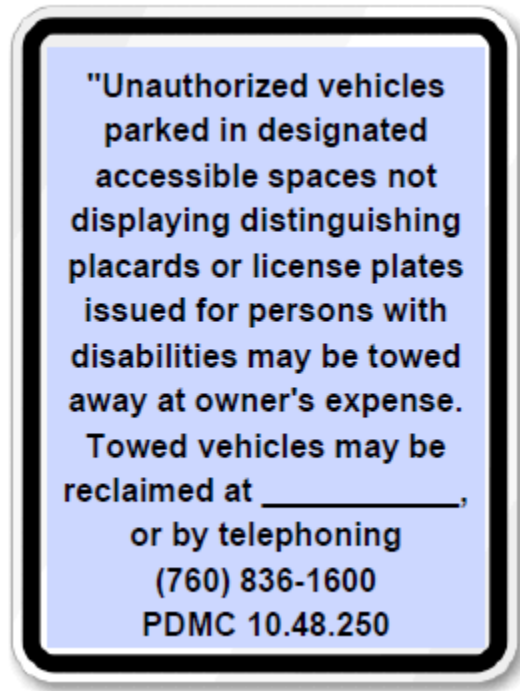 "Unauthorized vehicles
parked in designated
accessible spaces not
displaying distinguishing
placards or license plates
issued for persons with
disabilities may be towed
away at owner's expense.
Towed vehicles may be
reclaimed at ___________,
or by telephoning
(760) 836-1600
PDMC 10.48.250